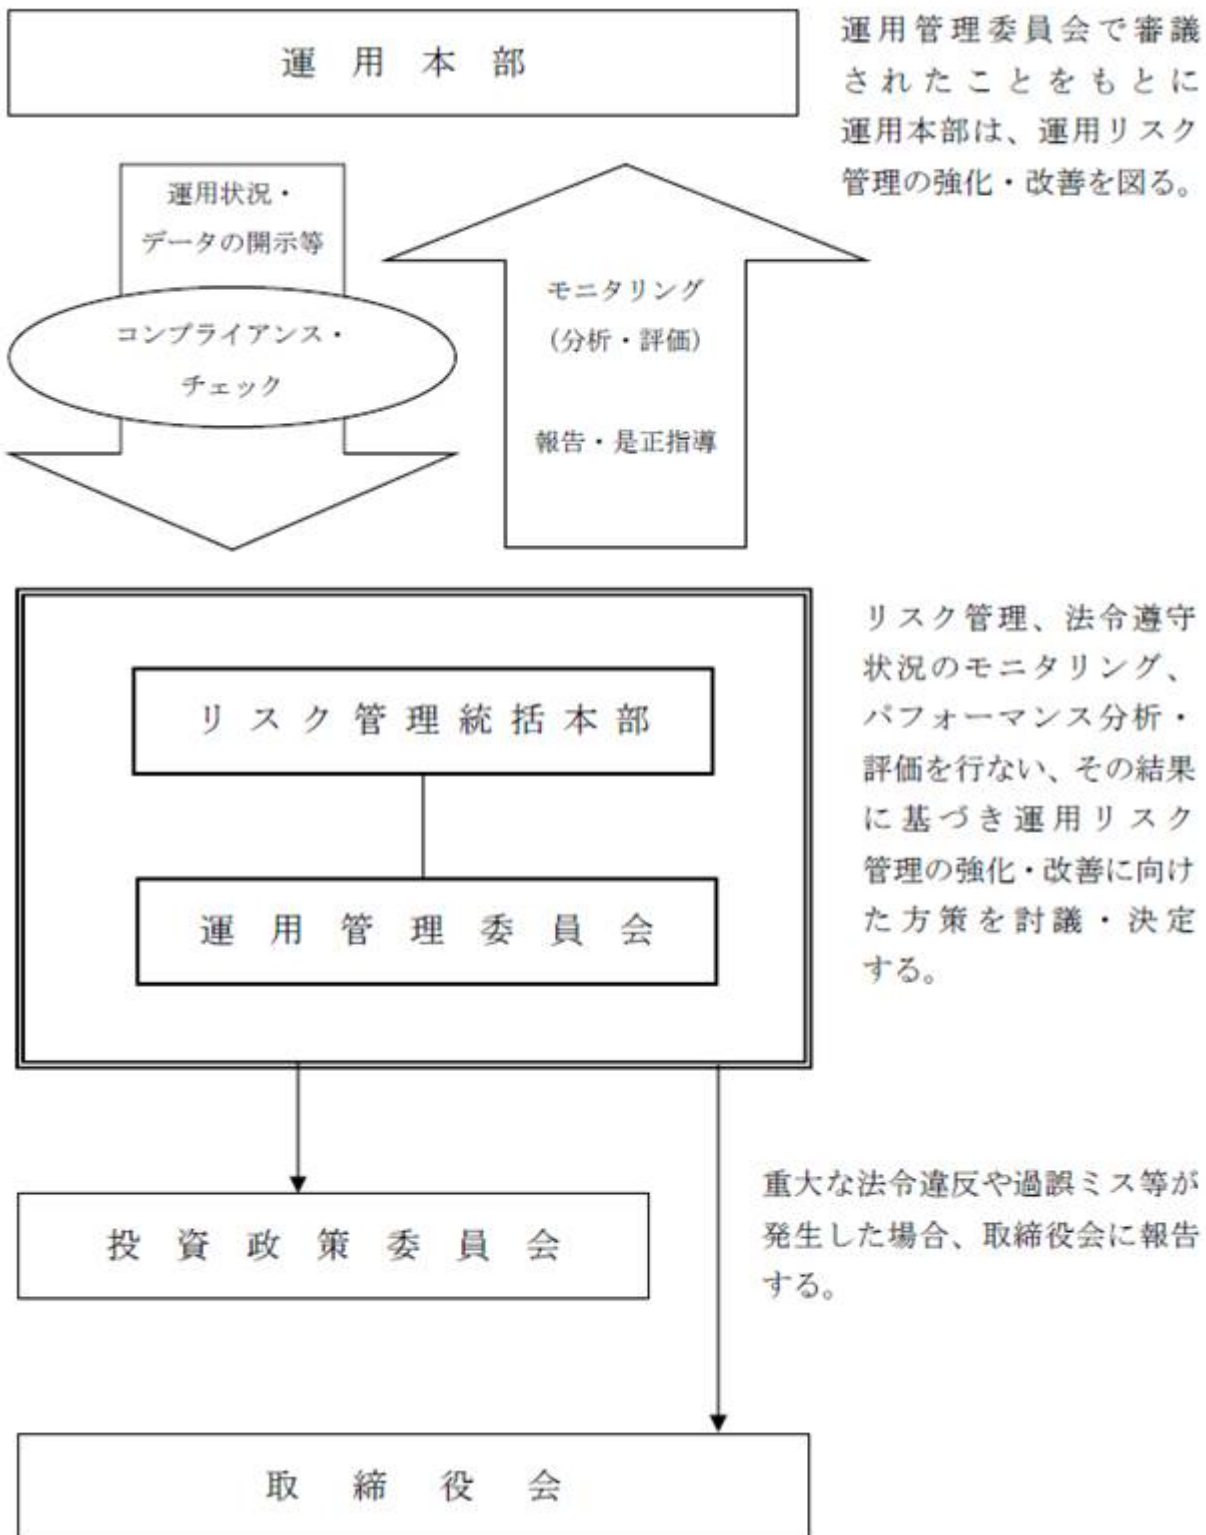 運用本部
運用管理委員会で審議
されたことをもとに
運用本部は、運用リスク
管理の強化・改善を図る。
運用状況・
データの開示等
コンプライアンス・
チェック
モニタリング
(分析・評価)
報告・是正指導
リスク管理統括本部
運用管理委員会
リスク管理、法令遵守
状況のモニタリング、
パフォーマンス分析・
評価を行ない、その結果
に基づき運用リスク
管理の強化・改善に向け
た方策を討議・決定
する。
投資政策委員会
重大な法令違反や過誤ミス等が
発生した場合、取締役会に報告
する。
取締役会